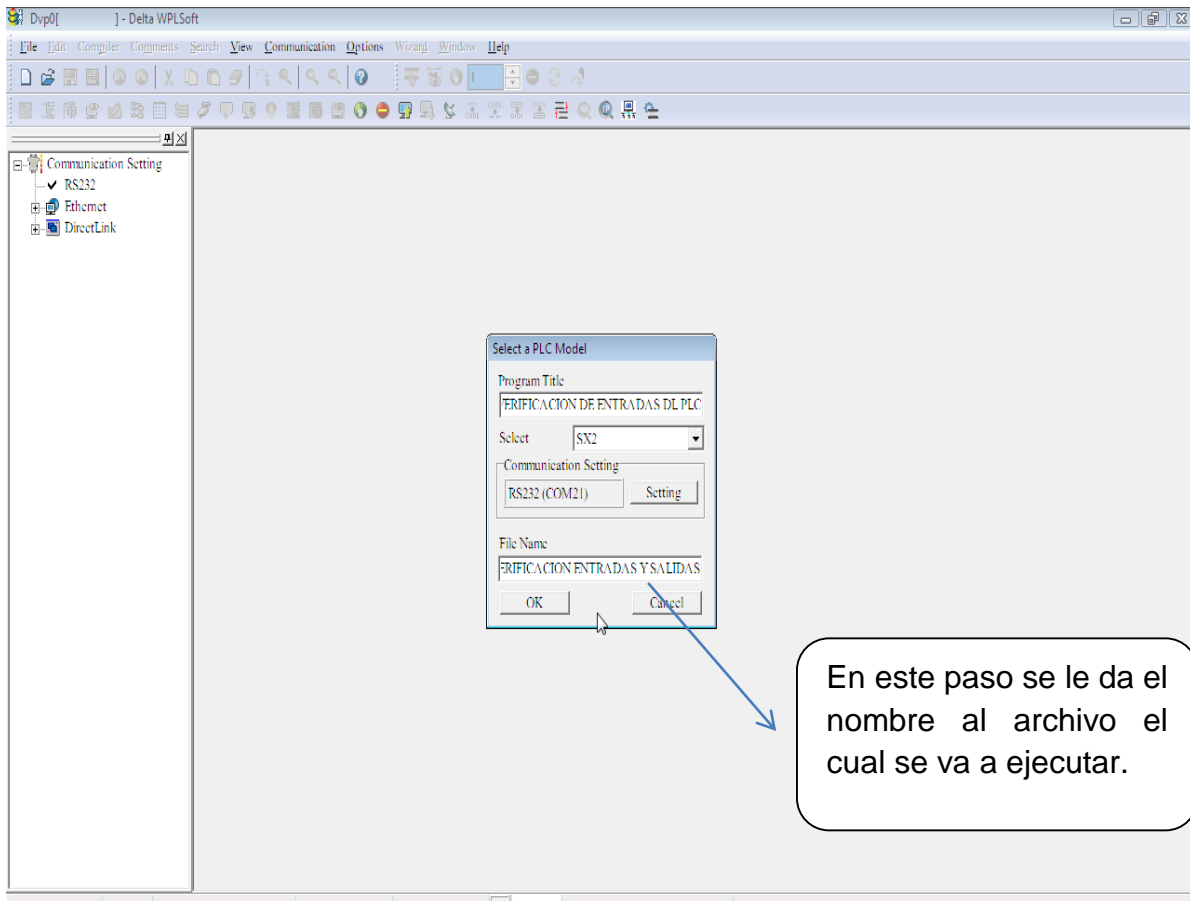 Dvp0[ ] - Delta WPLSoft
File Edit Compiler Comments Search View Communication Options Wizard Window Help
1
Communication Setting
RS232
Ethernet
DirectLink
Select a PLC Model
Program Title
VERIFICACION DE ENTRADAS DL PLC
Select SX2
Communication Setting
RS232 (COM21) Setting
File Name
ERIFICACION ENTRADAS Y SALIDAS
OK Cancel
En este paso se le da el
nombre al archivo el
cual se va a ejecutar.